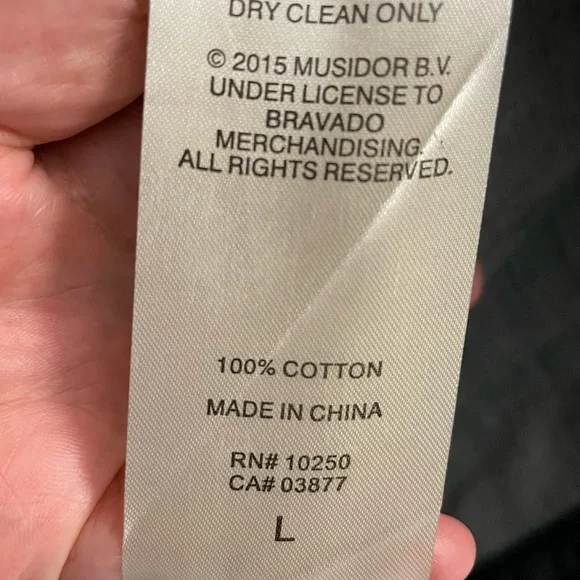 DRY CLEAN ONLY
© 2015 MUSIDOR B.V.
UNDER LICENSE TO
BRAVADO
MERCHANDISING.
ALL RIGHTS RESERVED.
100% COTTON
MADE IN CHINA
RN# 10250
CA# 03877
L